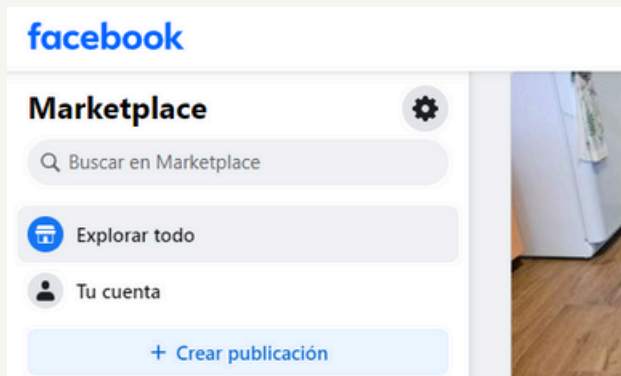 facebook
Marketplace
Buscar en Marketplace
Explorar todo
Tu cuenta
+ Crear publicación